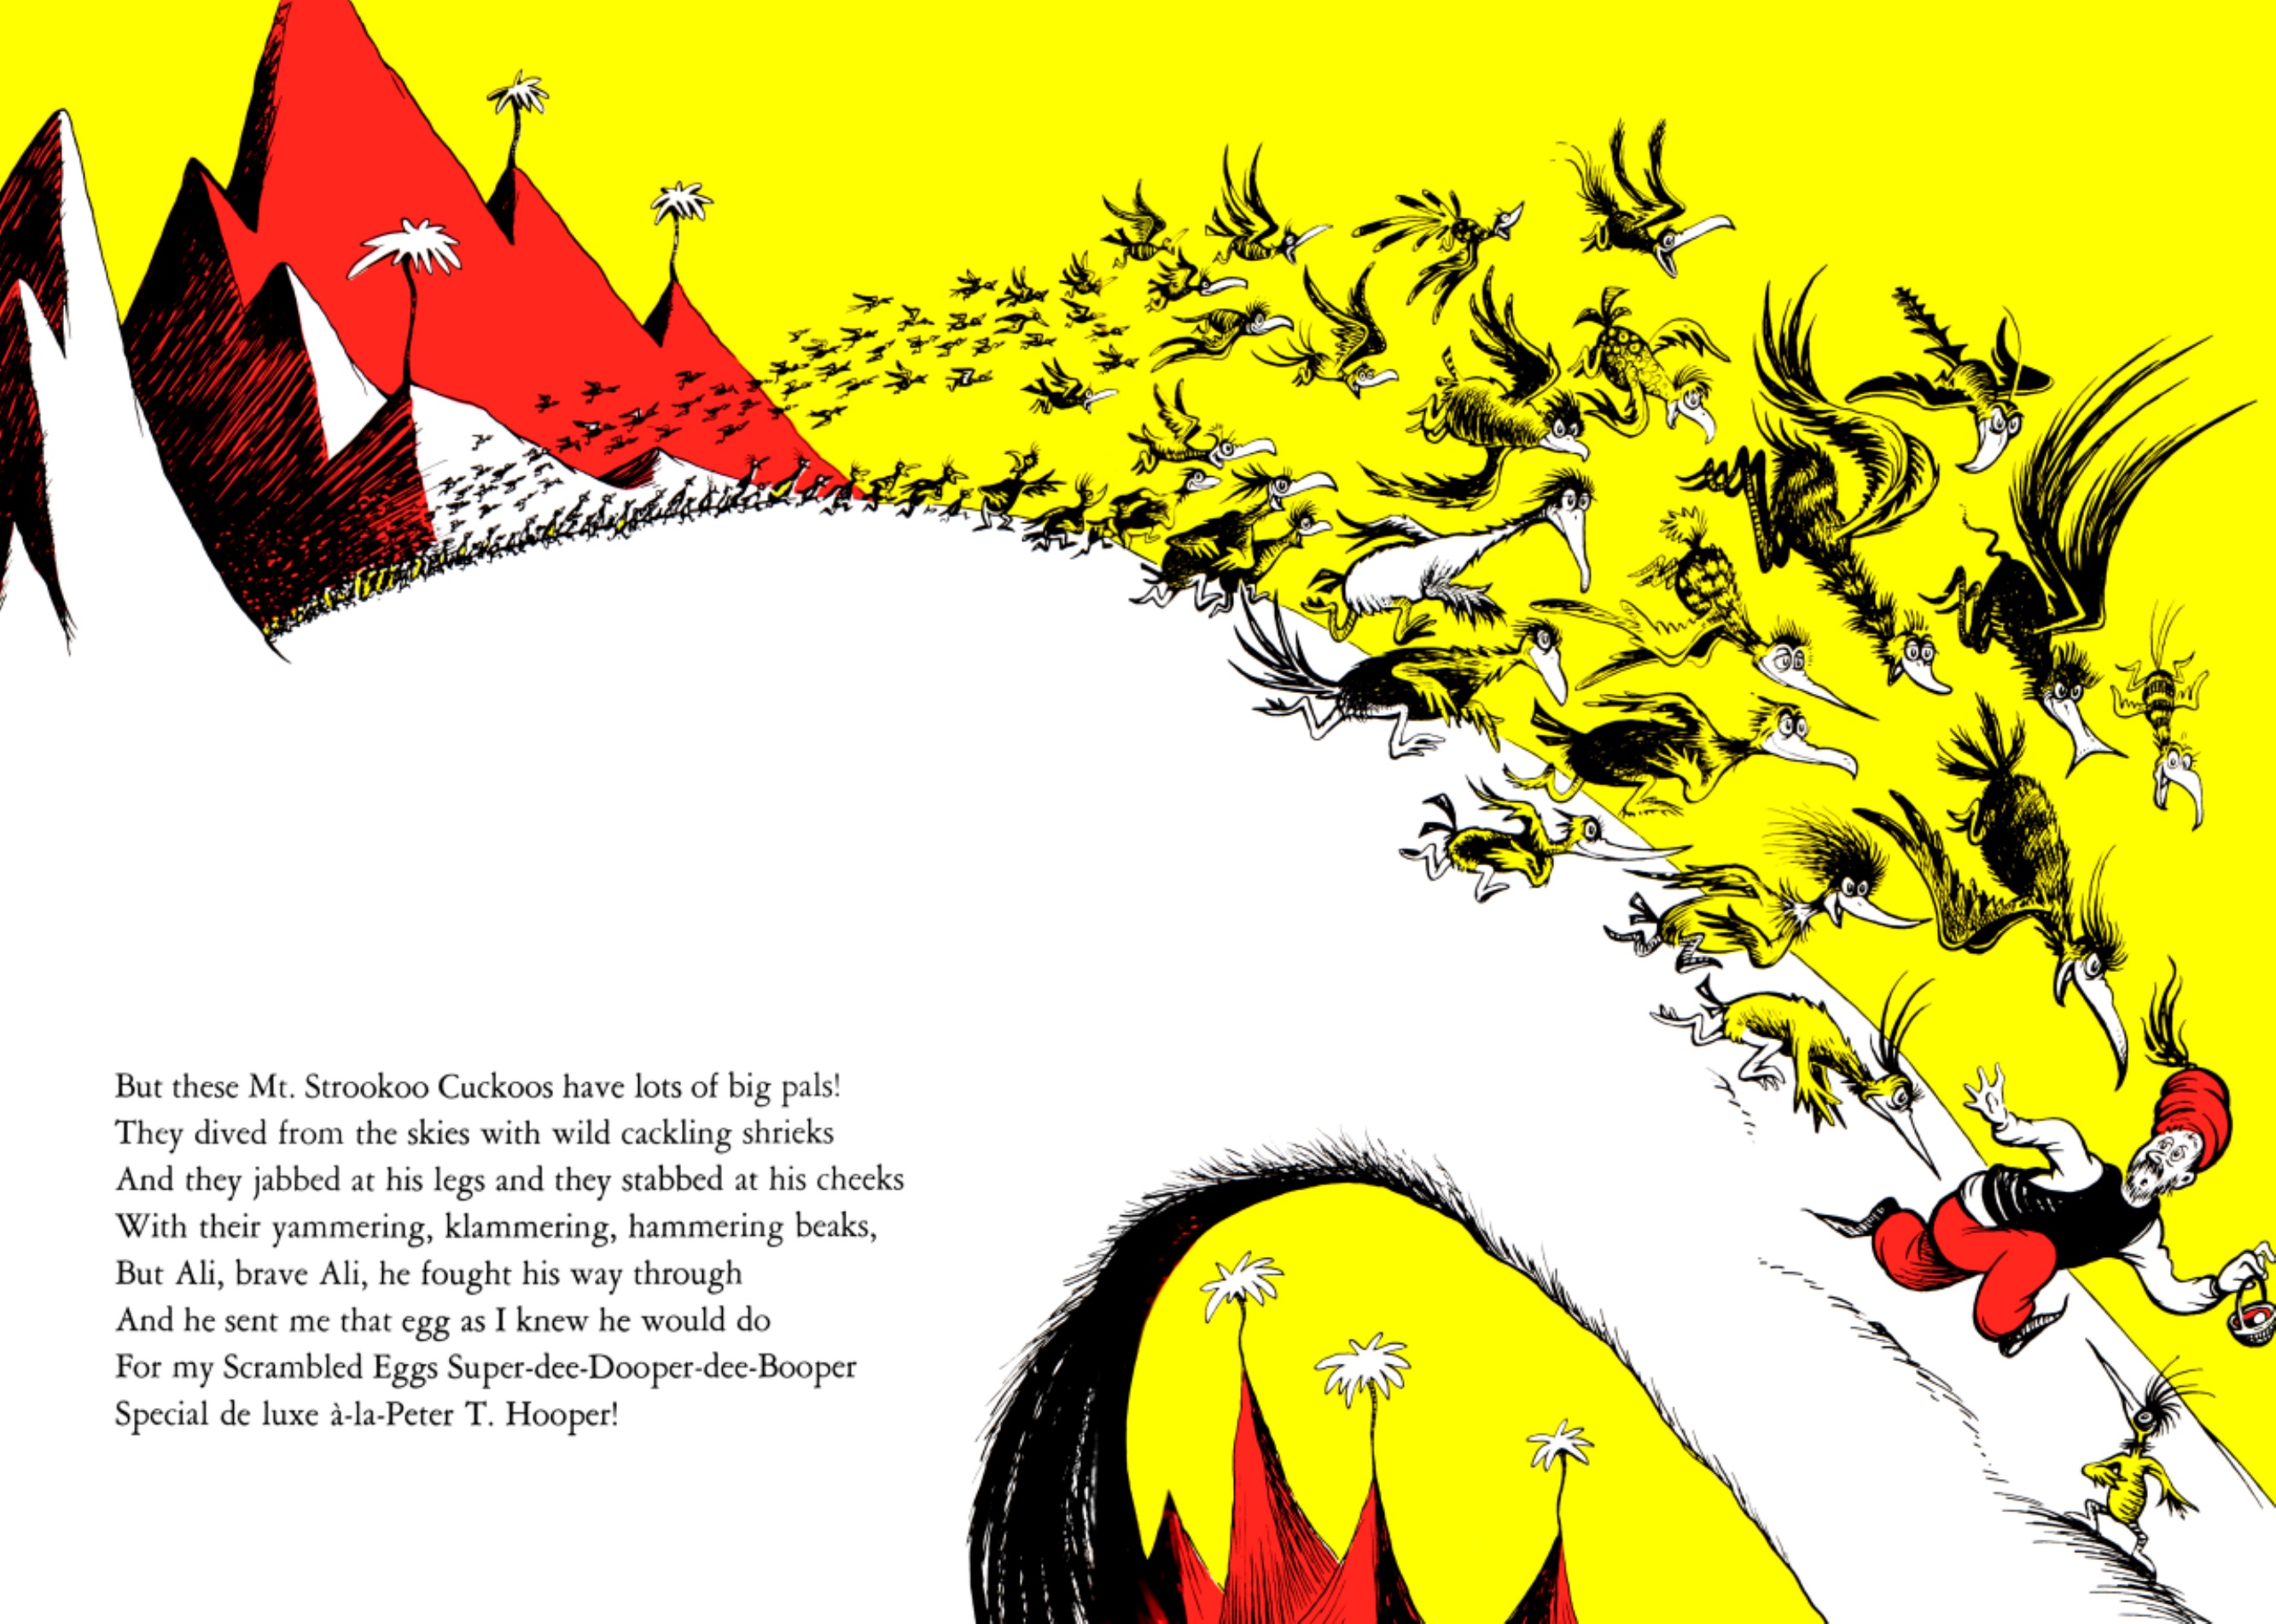 But these Mt. Strookoo Cuckoos have lots of big pals!
They dived from the skies with wild cackling shrieks
And they jabbed at his legs and they stabbed at his cheeks
With their yammering, klammering, hammering beaks,
But Ali, brave Ali, he fought his way through
And he sent me that egg as I knew he would do
For my Scrambled Eggs Super-dee-Dooper-dee-Booper
Special de luxe à-la-Peter T. Hooper!